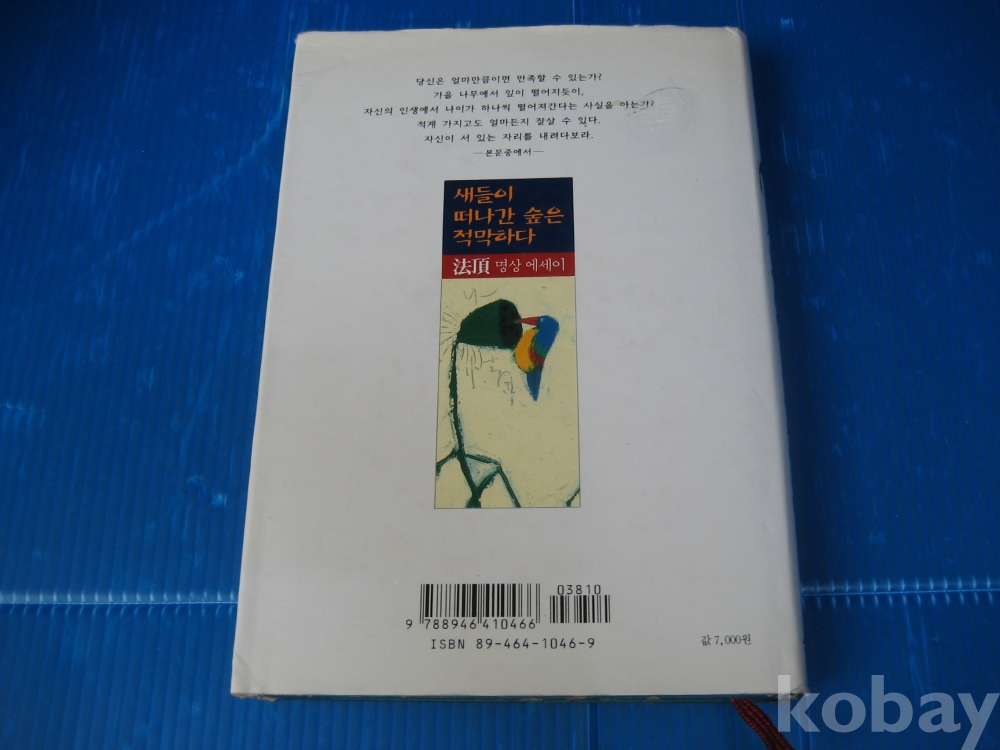 당신은 얼마만큼이면 만족할 수 있는가?
가을 나무에서 잎이 떨어지듯이,
자신의 인생에서 나이가 하나씩 떨어져간다는 사실을 아는가?
적게 가지고도 얼마든지 잘살 수 있다.
자신이 서 있는 자리를 내려다보라.
—본문중에서—
새들이
떠나간 숲은
적막하다
法頂 명상 에세이
나
03810
9 788946 410466
ISBN 89-464-1046-9
값 7,000원
kobay